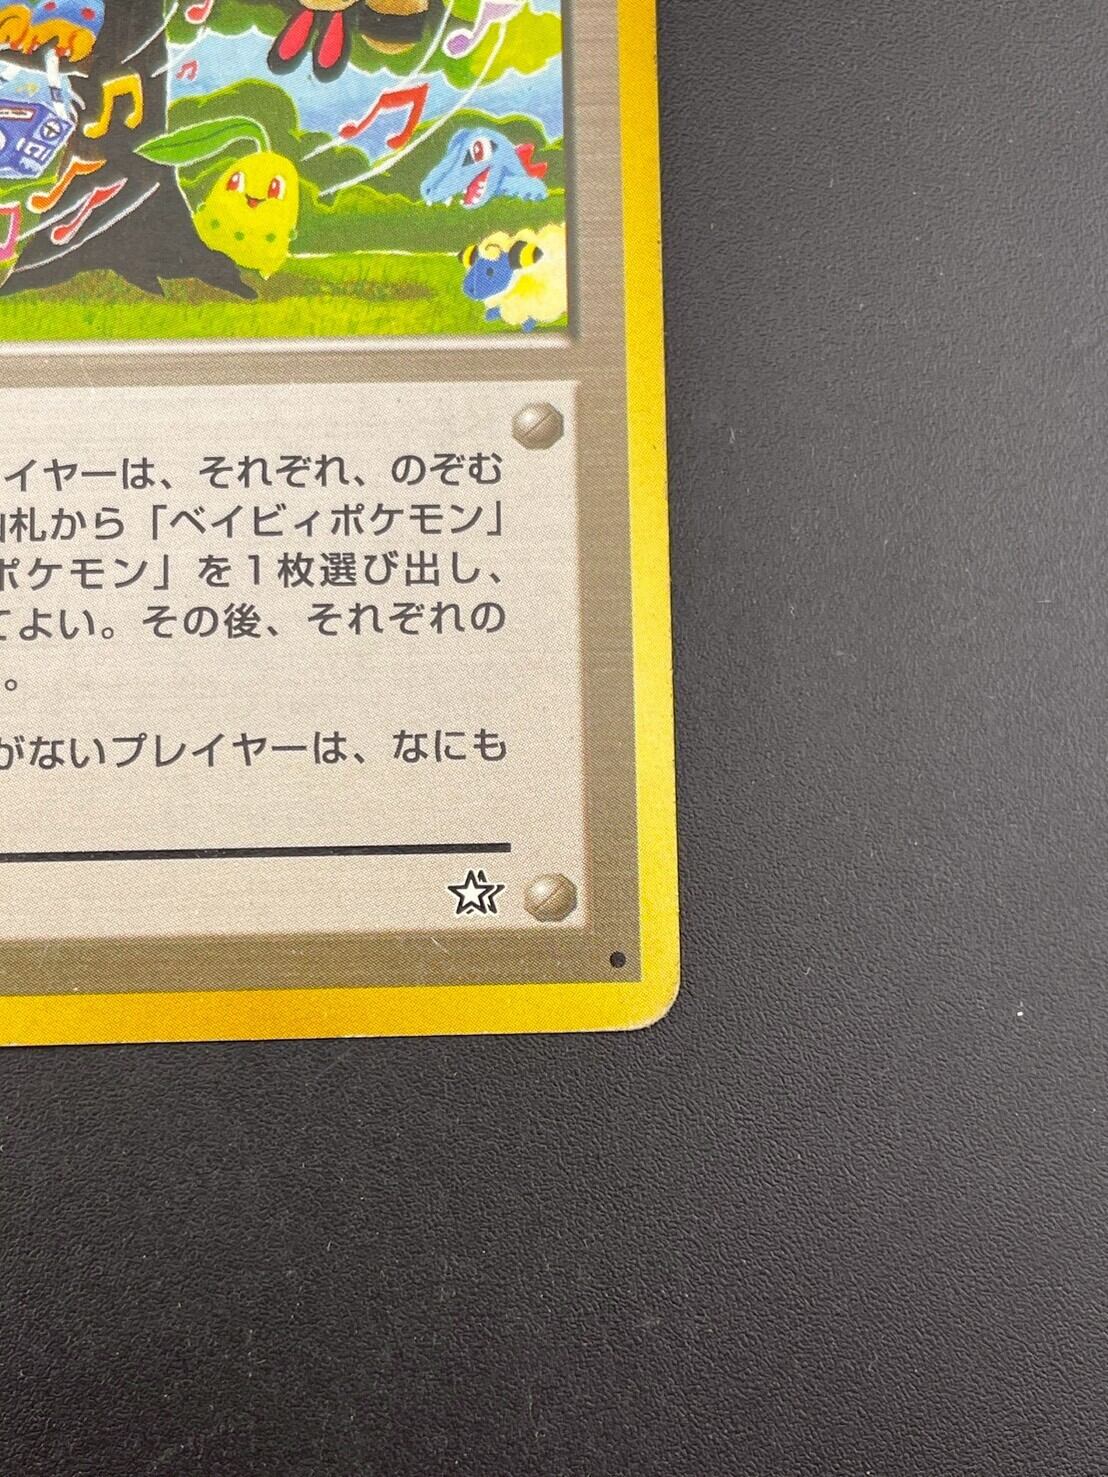 イヤーは、それぞれ、のぞむ
山札から「ベイビィポケモン」
ポケモン」を１枚選び出し、
てよい。その後、それぞれの
。
がないプレイヤーは、なにも